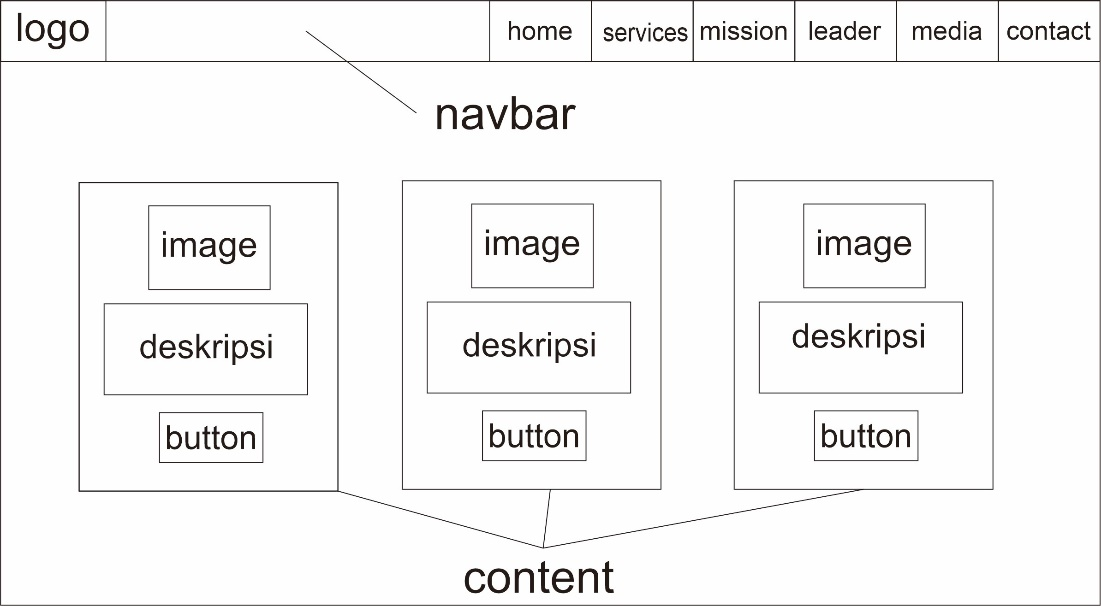 logo
home
services
mission
leader
media
contact
navbar
image
image
image
deskripsi
deskripsi
deskripsi
button
button
button
content